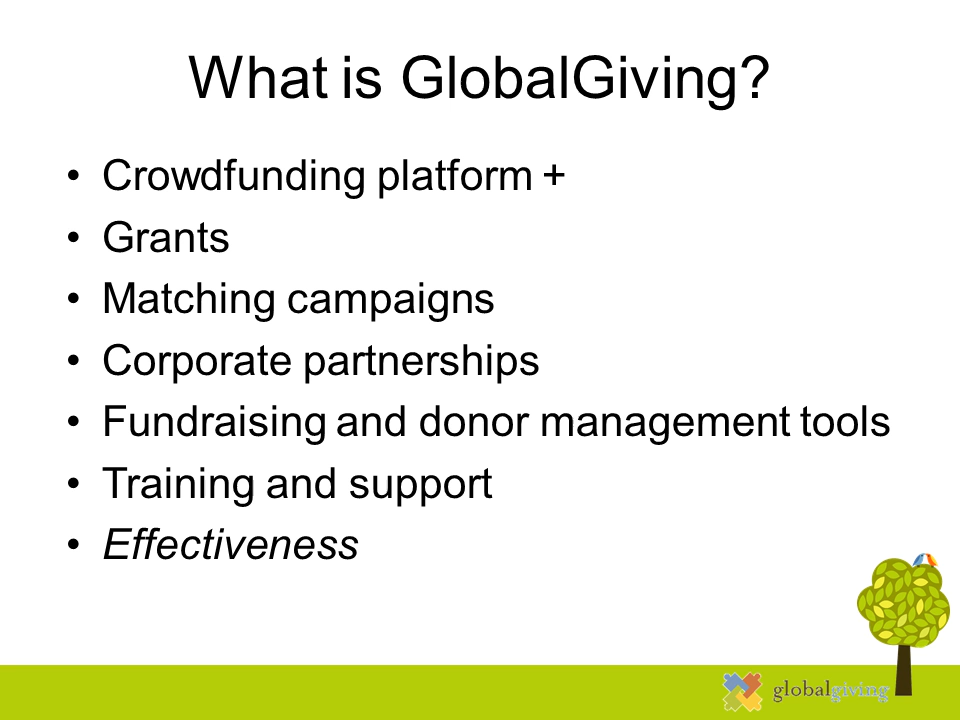 What is GlobalGiving?
• Crowdfunding platform +
• Grants
• Matching campaigns
• Corporate partnerships
• Fundraising and donor management tools
• Training and support
• Effectiveness
globalgiving